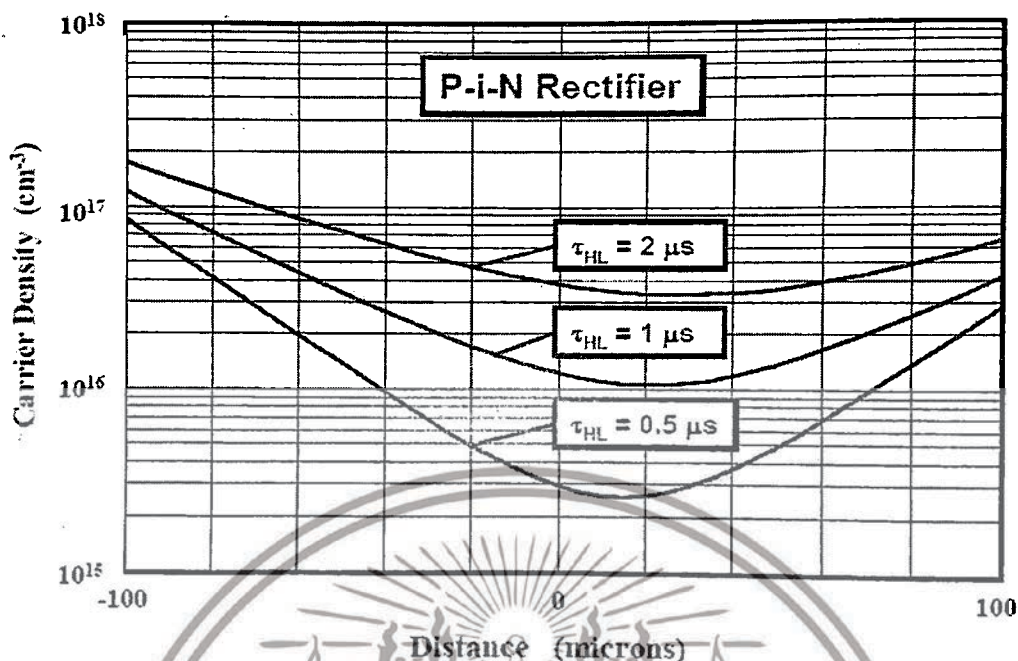 10¹⁸
P-i-N Rectifier
Carrier Density (cm⁻³)
10¹⁷
τHL = 2 μs
τHL = 1 μs
10¹⁶
τHL = 0.5 μs
10¹⁵
-100
0
100
Distance (microns)